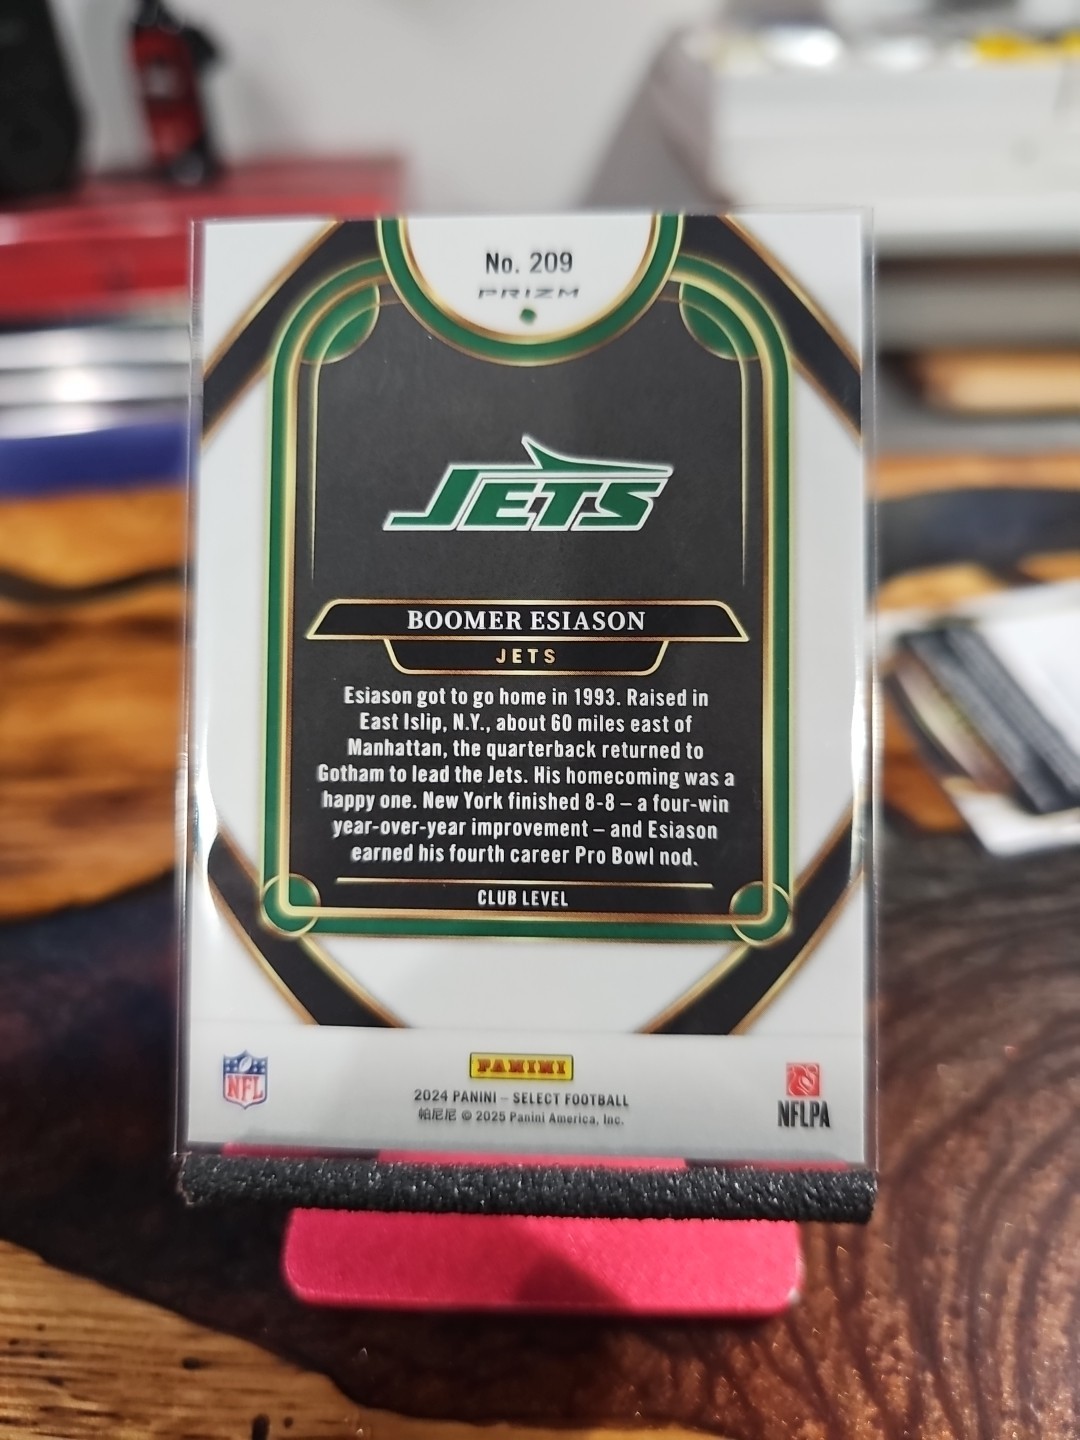 No. 209
PRIZM
JETS
BOOMER ESIASON
JETS
Esiason got to go home in 1993. Raised in
East Islip, N.Y., about 60 miles east of
Manhattan, the quarterback returned to
Gotham to lead the Jets. His homecoming was a
happy one. New York finished 8-8 – a four-win
year-over-year improvement – and Esiason
earned his fourth career Pro Bowl nod.
CLUB LEVEL
NFL
PANINI
2024 PANINI – SELECT FOOTBALL
帕尼尼 © 2025 Panini America, Inc.
NFLPA